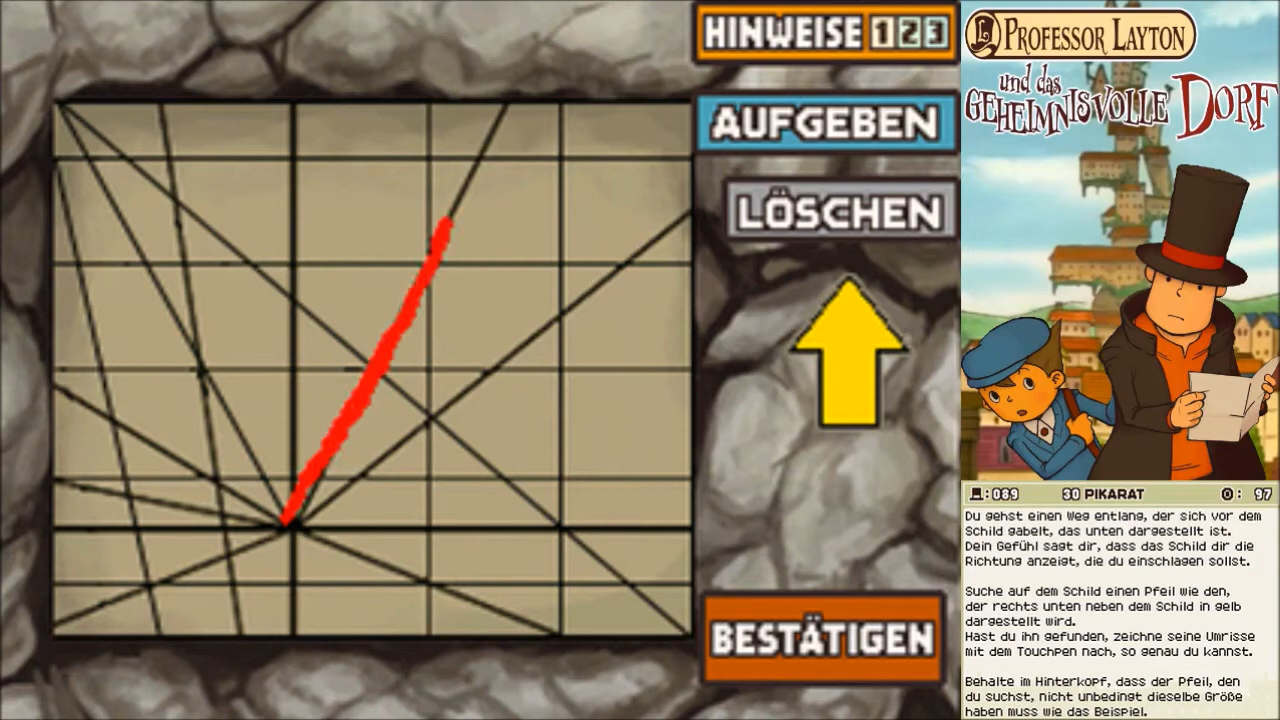 HINWEISE 1 2 3
AUFGEBEN
LÖSCHEN
BESTÄTIGEN
PROFESSOR LAYTON
und das
GEHEIMNISVOLLE DORF
:089 30 PIKARAT : 97
Du gehst einen Weg entlang, der sich vor dem
Schild gabelt, das unten dargestellt ist.
Dein Gefühl sagt dir, dass das Schild dir die
Richtung anzeigt, die du einschlagen sollst.
Suche auf dem Schild einen Pfeil wie den,
der rechts unten neben dem Schild in gelb
dargestellt wird.
Hast du ihn gefunden, zeichne seine Umrisse
mit dem Touchpen nach, so genau du kannst.
Behalte im Hinterkopf, dass der Pfeil, den
du suchst, nicht unbedingt dieselbe Größe
haben muss wie das Beispiel.